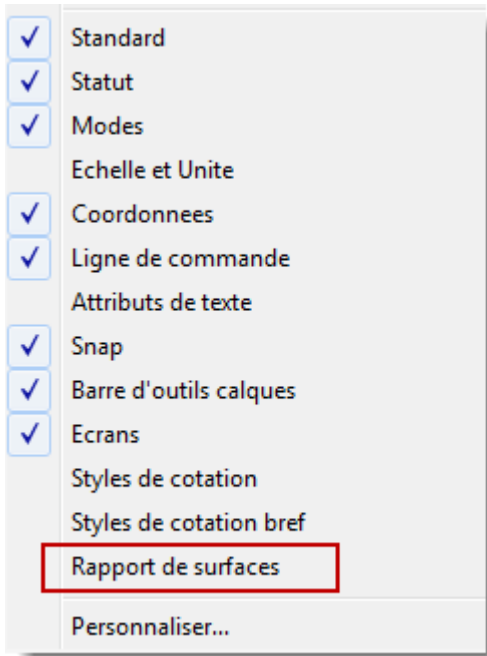 Standard
Statut
Modes
Echelle et Unite
Coordonnees
Ligne de commande
Attributs de texte
Snap
Barre d'outils calques
Ecrans
Styles de cotation
Styles de cotation bref
Rapport de surfaces
Personnaliser...